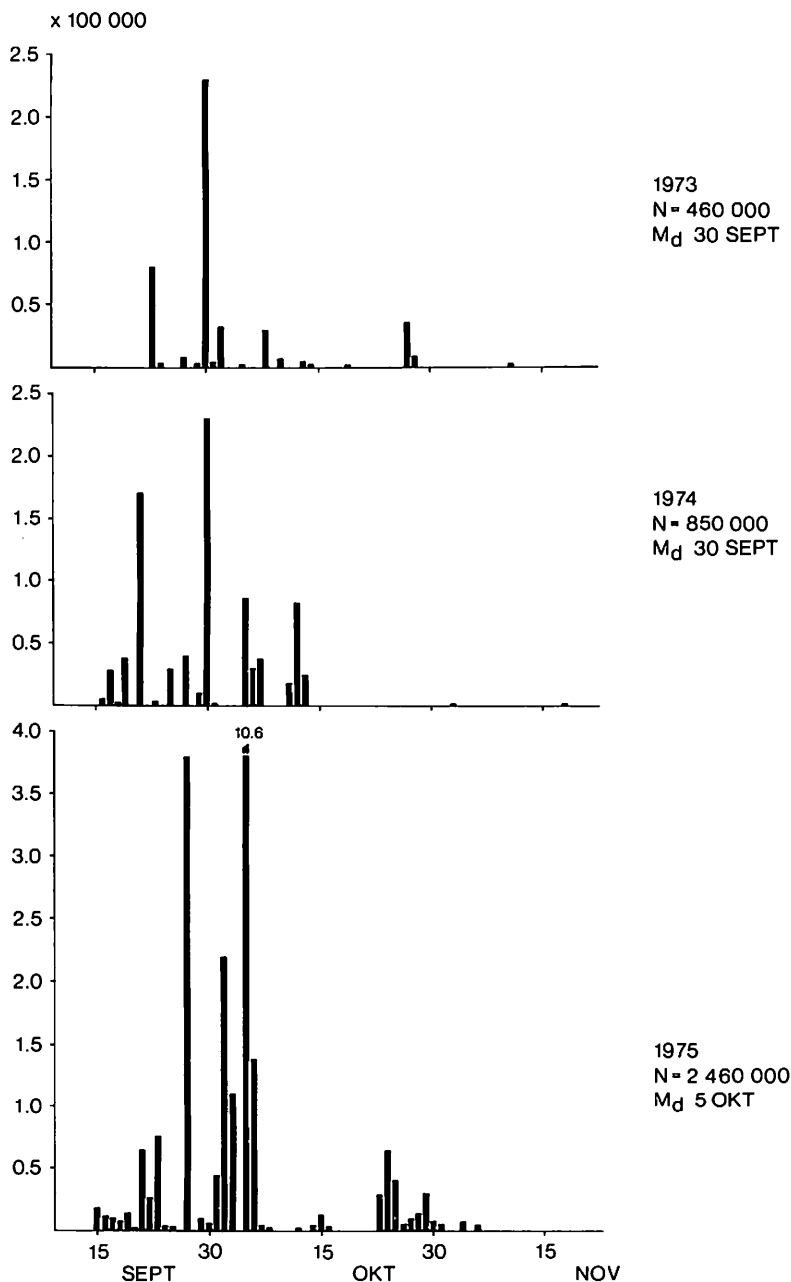 x 100 000
2.5
2.0
1.5
1.0
0.5
1973
N = 460 000
Md 30 SEPT
2.5
2.0
1.5
1.0
0.5
1974
N = 850 000
Md 30 SEPT
4.0
10.6
3.5
3.0
2.5
2.0
1.5
1.0
0.5
1975
N = 2 460 000
Md 5 OKT
15 30 15 30 15
SEPT OKT NOV